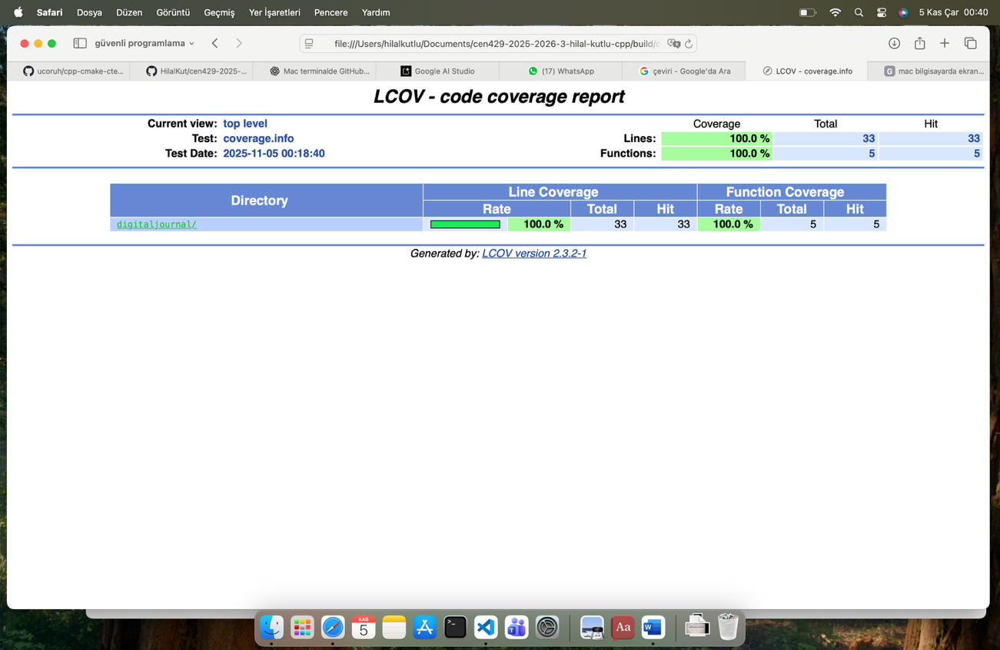 Safari Dosya Düzen Görüntü Geçmiş Yer İşaretleri Pencere Yardım 5 Kas Çar 00:40
güvenli programlama file:///Users/hilalkutlu/Documents/cen429-2025-2026-3-hilal-kutlu-cpp/build/
ucoruh/cpp-cmake-cte... HilalKut/cen429-2025-... Mac terminalde GitHub... Google AI Studio (17) WhatsApp çeviri - Google'da Ara LCOV - coverage.info mac bilgisayarda ekran...
LCOV - code coverage report
Current view: top level Coverage Total Hit
Test: coverage.info Lines: 100.0 % 33 33
Test Date: 2025-11-05 00:18:40 Functions: 100.0 % 5 5
Directory Line Coverage Function Coverage
Rate Total Hit Rate Total Hit
digitaljournal/ 100.0 % 33 33 100.0 % 5 5
Generated by: LCOV version 2.3.2-1
KAS
5
Aa
W